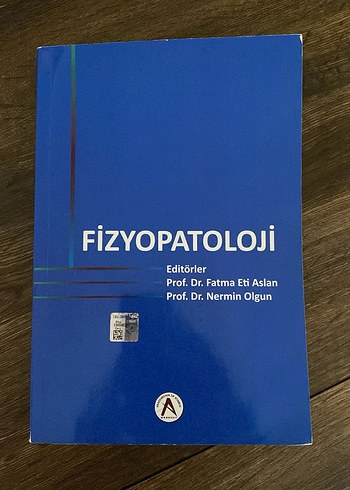 FİZYOPATOLOJİ
Editörler
Prof. Dr. Fatma Eti Aslan
Prof. Dr. Nermin Olgun